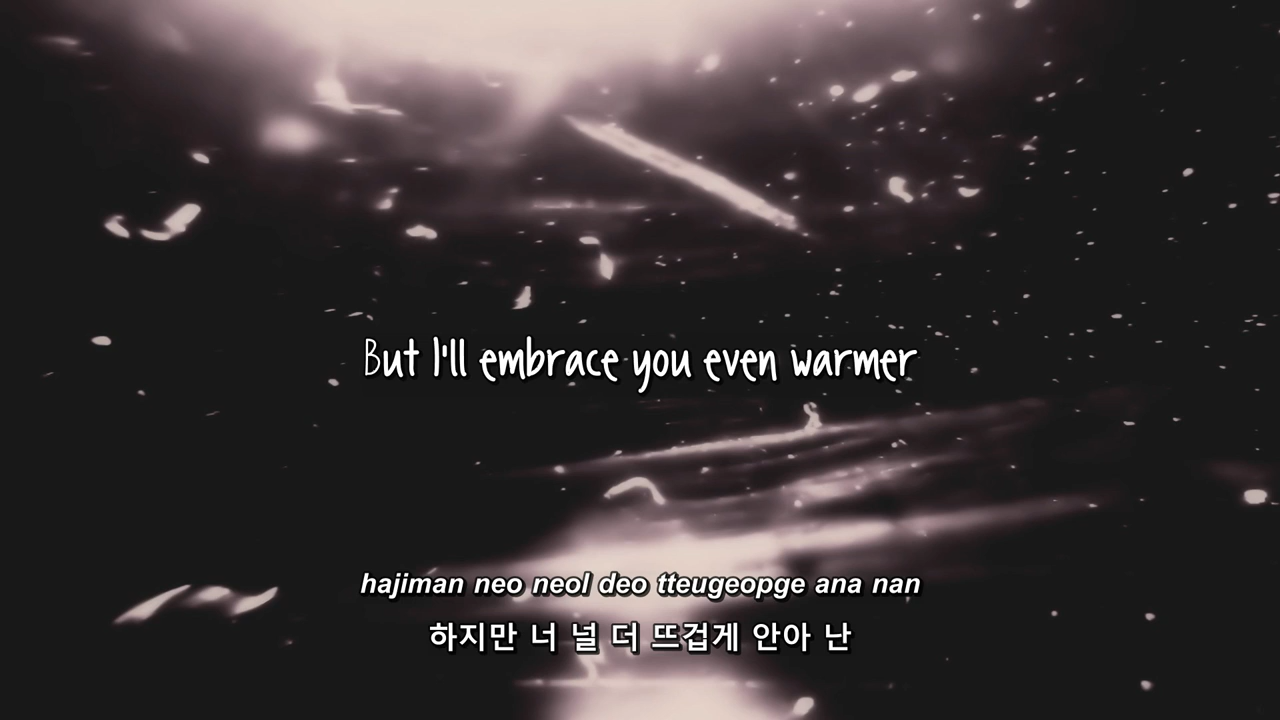 But I'll embrace you even warmer
hajiman neo neol deo tteugeopge ana nan
하지만 너 널 더 뜨겁게 안아 난